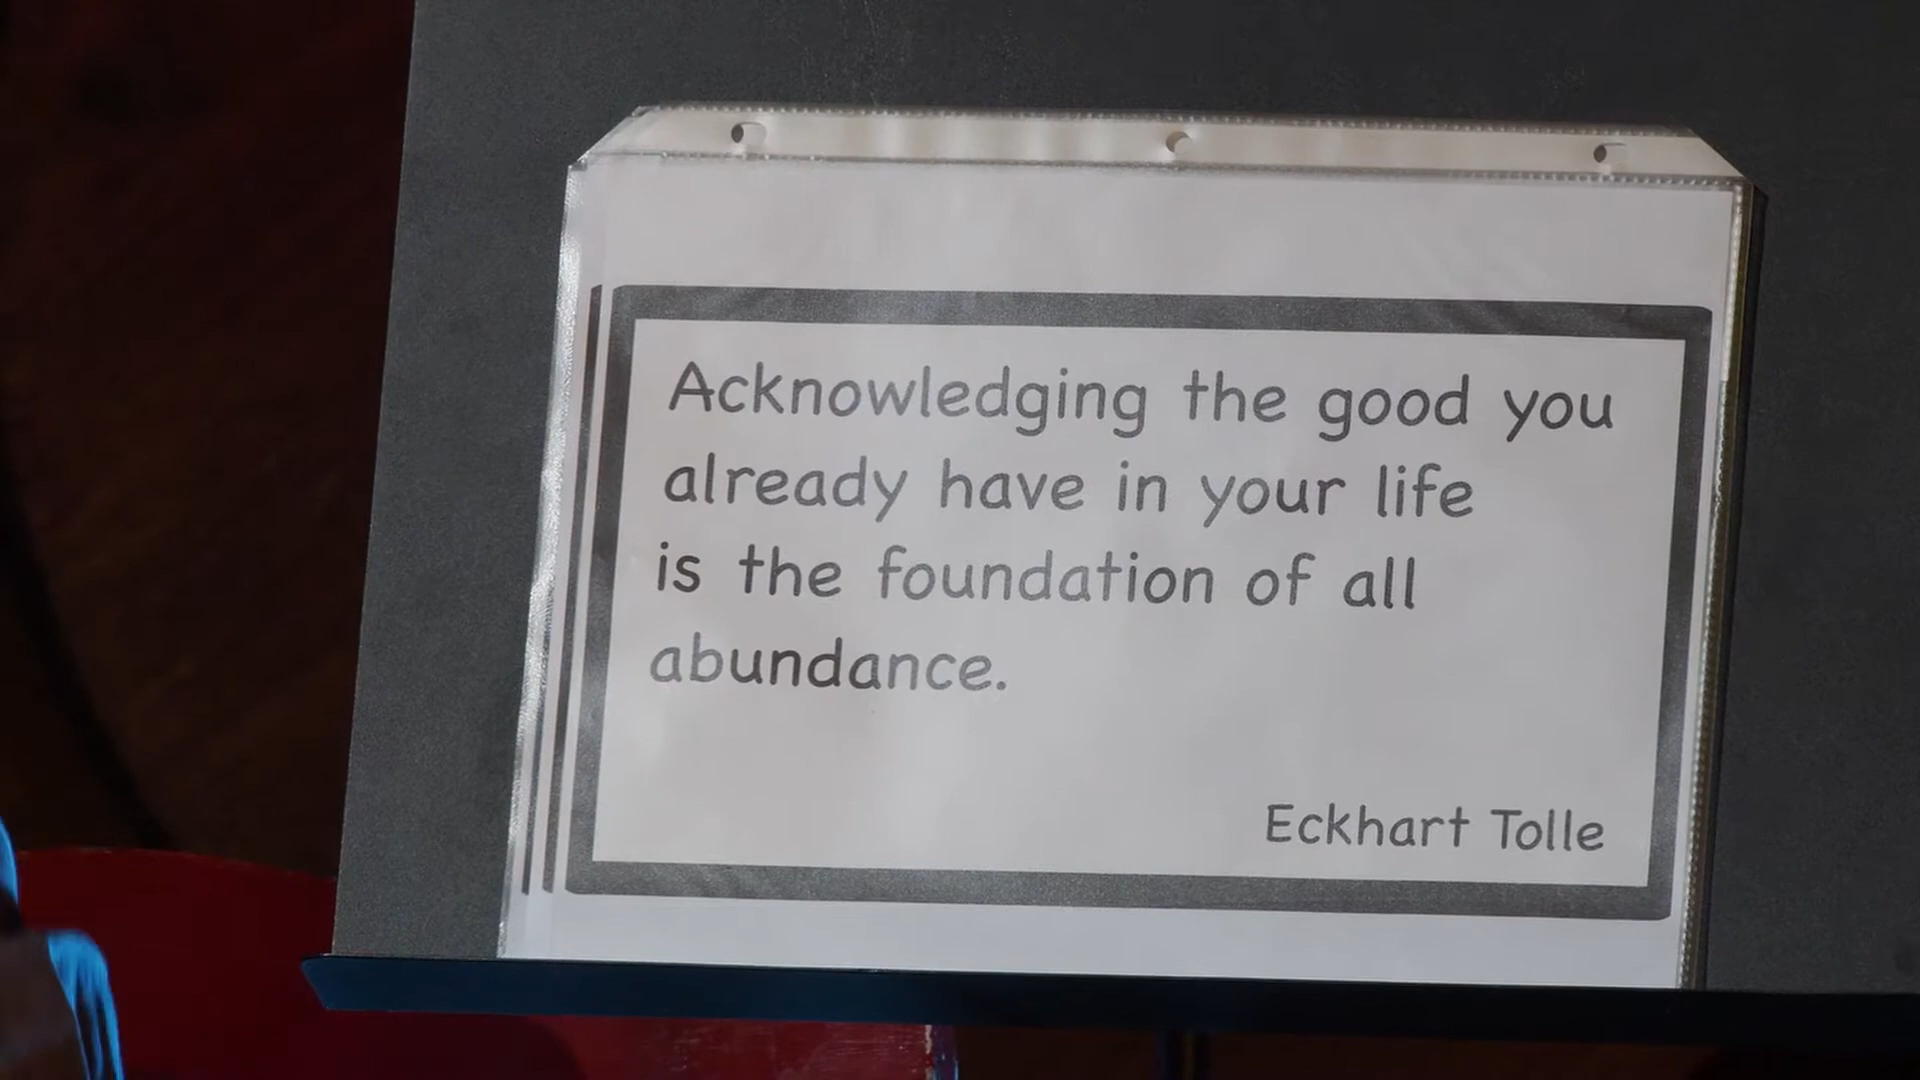 Acknowledging the good you
already have in your life
is the foundation of all
abundance.
Eckhart Tolle